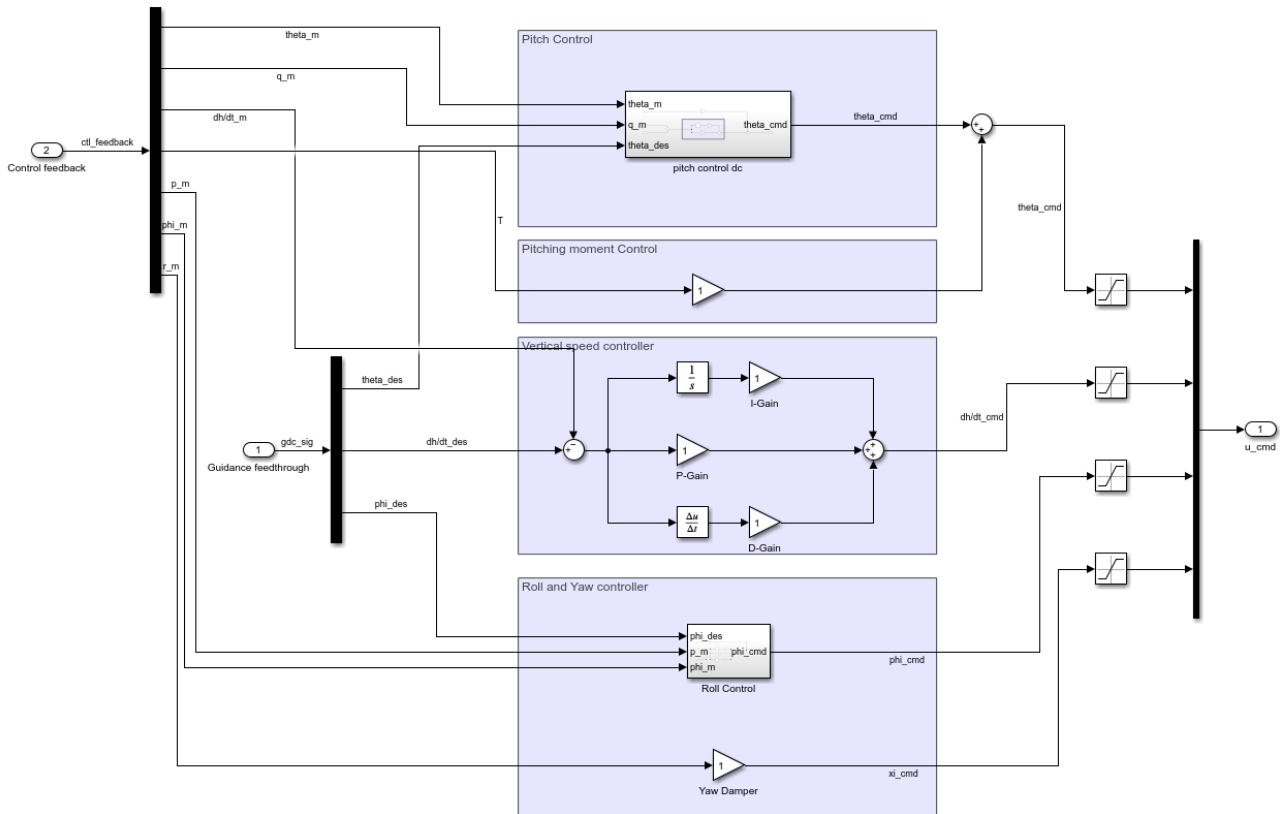 theta_m
Pitch Control
q_m
dh/dt_m
theta_m
q_m
theta_cmd
theta_des
pitch control dc
theta_cmd
+
+
ctl_feedback
2
Control feedback
p_m
phi_m
r_m
T
theta_cmd
Pitching moment Control
1
Vertical speed controller
theta_des
1
s
1
I-Gain
gdc_sig
1
Guidance feedthrough
dh/dt_des
−
+
1
P-Gain
+
+
+
dh/dt_cmd
1
u_cmd
phi_des
Δu
Δt
1
D-Gain
Roll and Yaw controller
phi_des
p_m
phi_cmd
phi_m
Roll Control
phi_cmd
1
Yaw Damper
xi_cmd